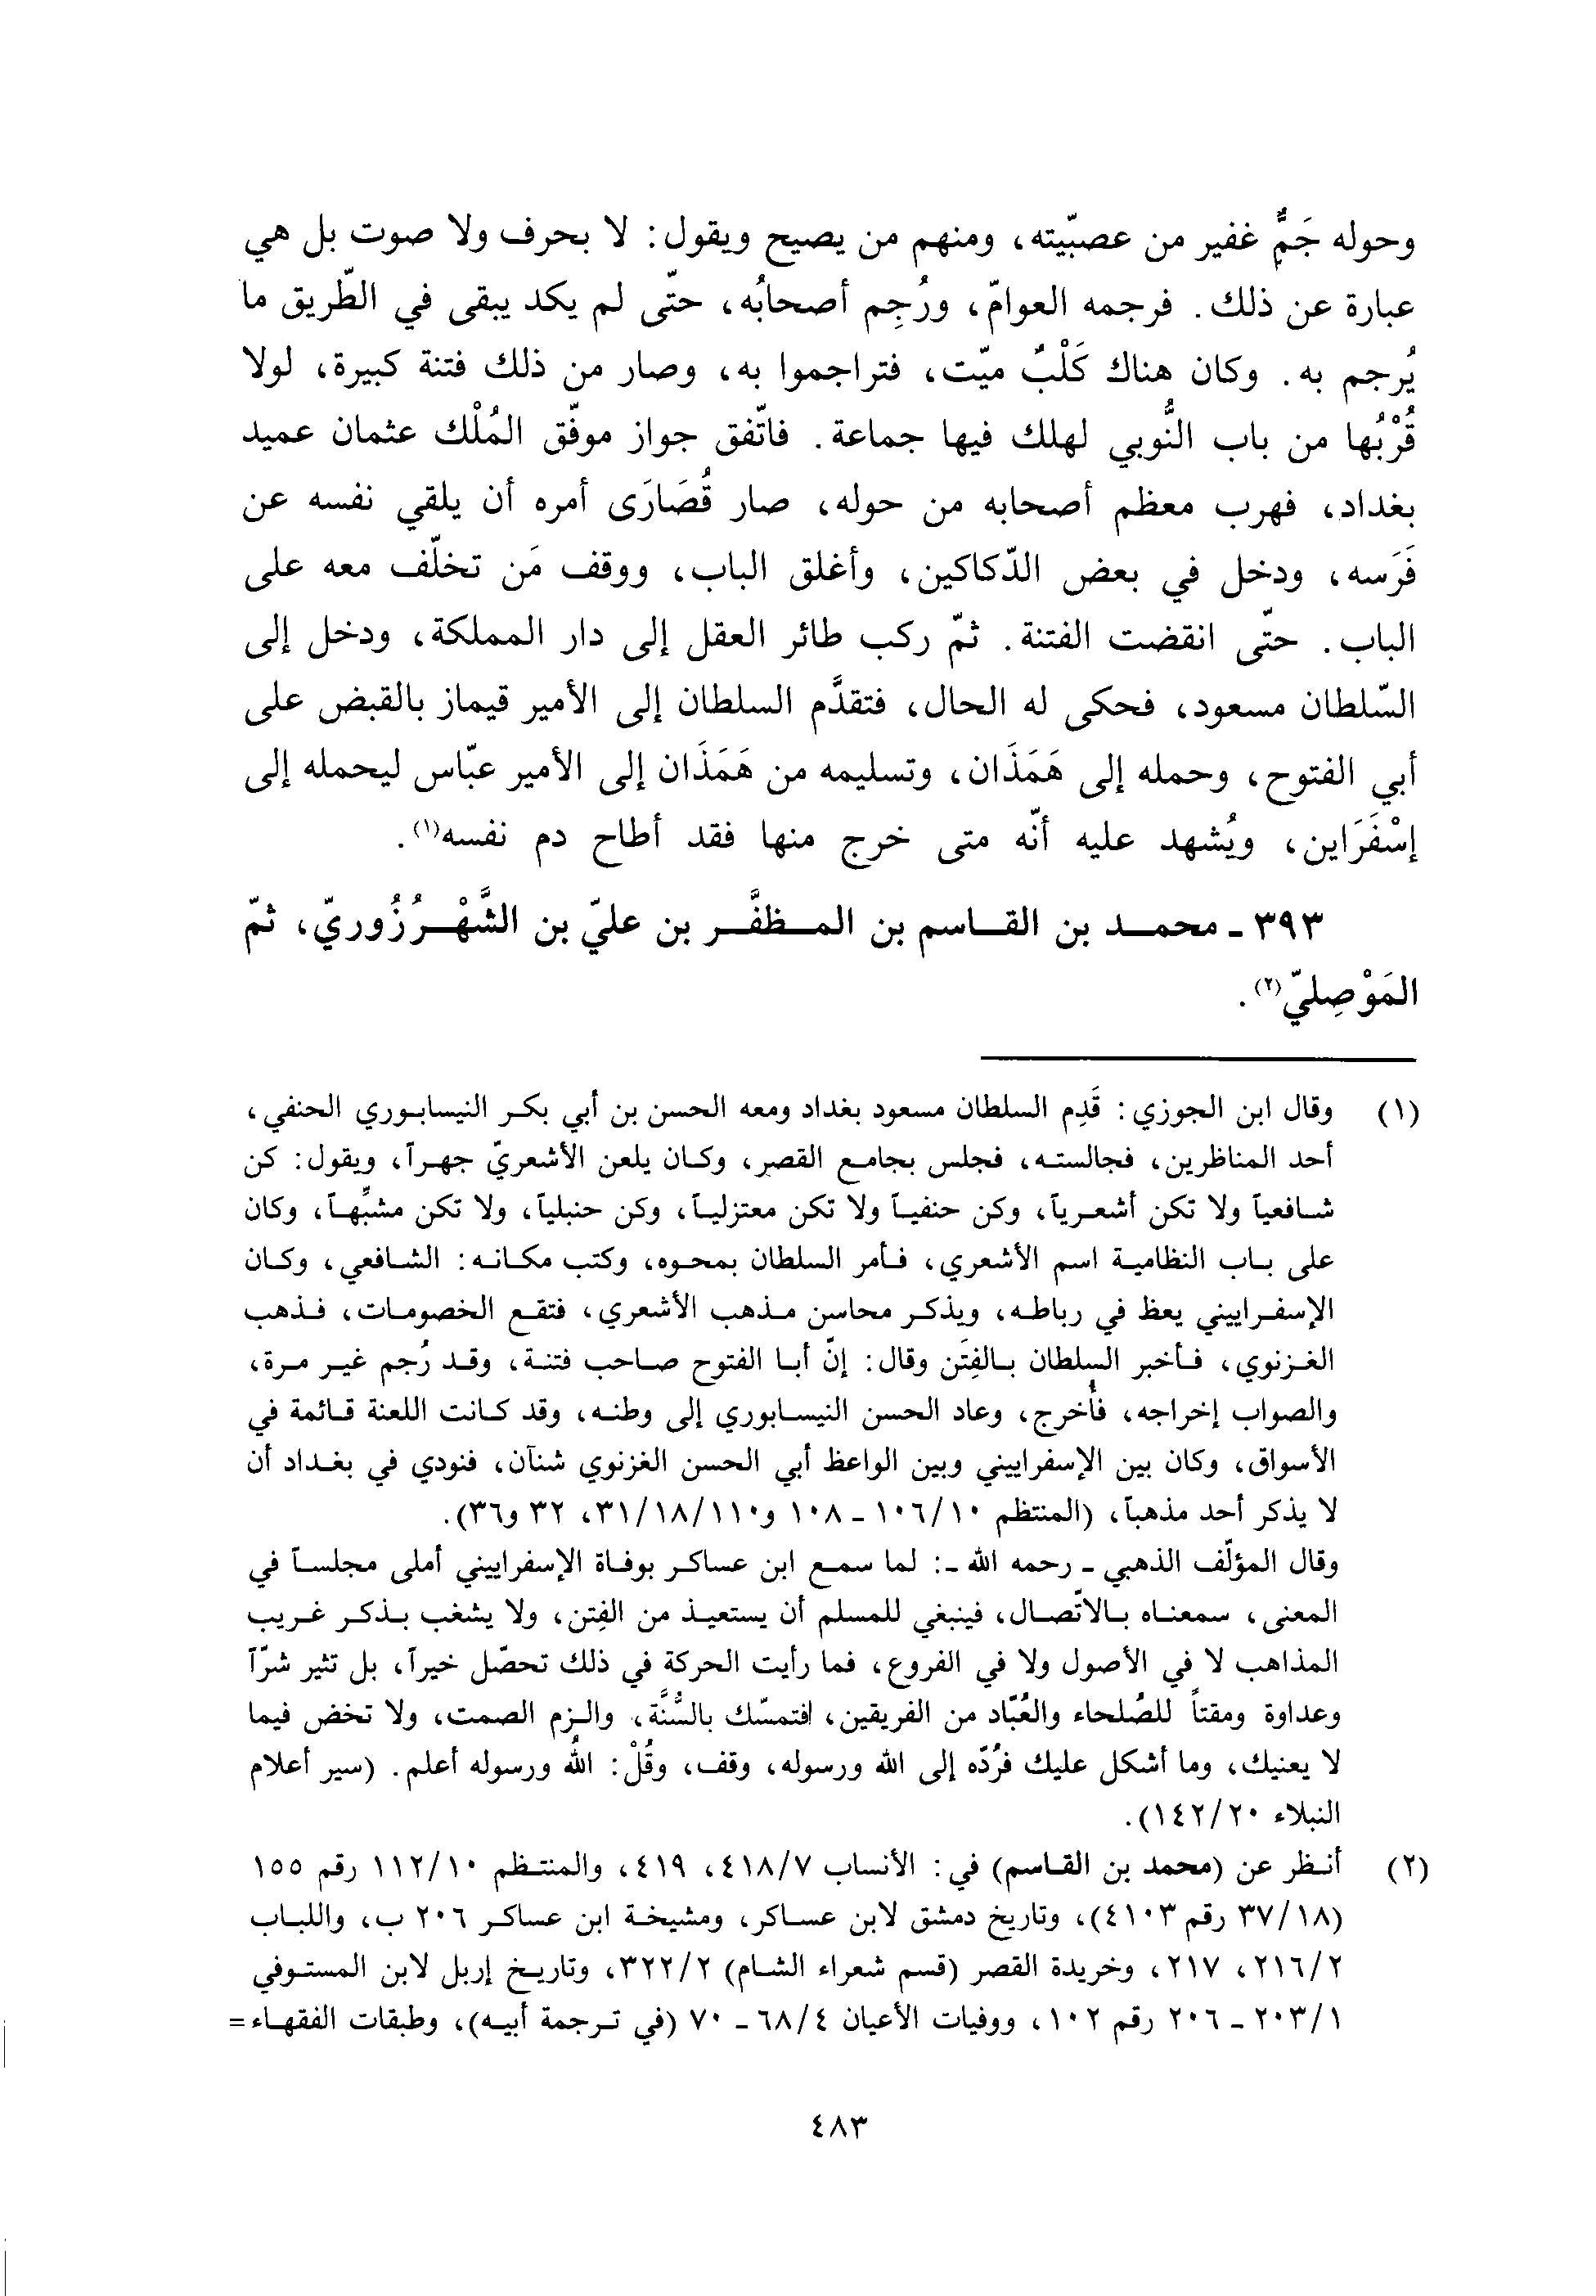 وحوله جَمٌّ غفير من عصبّيته، ومنهم من يصيح ويقول: لا بحرف ولا صوت بل هي
عبارة عن ذلك. فرجمه العوامّ، ورُجِم أصحابُه، حتّى لم يكد يبقى في الطّريق ما
يُرجم به. وكان هناك كَلْبٌ ميّت، فتراجموا به، وصار من ذلك فتنة كبيرة، لولا
قُرْبُها من باب النُّوبي لهلك فيها جماعة. فاتّفق جواز موفّق المُلْك عثمان عميد
بغداد، فهرب معظم أصحابه من حوله، صار قُصَارَى أمره أن يلقي نفسه عن
فَرَسه، ودخل في بعض الدّكاكين، وأغلق الباب، ووقف مَن تخلّف معه على
الباب. حتّى انقضت الفتنة. ثمّ ركب طائر العقل إلى دار المملكة، ودخل إلى
السّلطان مسعود، فحكى له الحال، فتقدَّم السلطان إلى الأمير قيماز بالقبض على
أبي الفتوح، وحمله إلى هَمَذَان، وتسليمه من هَمَذَان إلى الأمير عبّاس ليحمله إلى
إسْفَرَاين، ويُشهد عليه أنّه متى خرج منها فقد أطاح دم نفسه(١).
٣٩٣ ـ محمد بن القاسم بن المظفَّر بن عليّ بن الشَّهْرُزُوريّ، ثمّ
المَوْصِليّ(٢).
(١) وقال ابن الجوزي: قَدِم السلطان مسعود بغداد ومعه الحسن بن أبي بكر النيسابوري الحنفي،
أحد المناظرين، فجالسته، فجلس بجامع القصر، وكان يلعن الأشعريّ جهراً، ويقول: كن
شافعياً ولا تكن أشعرياً، وكن حنفياً ولا تكن معتزلياً، وكن حنبلياً، ولا تكن مشبِّهاً، وكان
على باب النظامية اسم الأشعري، فأمر السلطان بمحوه، وكتب مكانه: الشافعي، وكان
الإسفراييني يعظ في رباطه، ويذكر محاسن مذهب الأشعري، فتقع الخصومات، فذهب
الغزنوي، فأخبر السلطان بالفِتَن وقال: إنّ أبا الفتوح صاحب فتنة، وقد رُجم غير مرة،
والصواب إخراجه، فأُخرج، وعاد الحسن النيسابوري إلى وطنه، وقد كانت اللعنة قائمة في
الأسواق، وكان بين الإسفراييني وبين الواعظ أبي الحسن الغزنوي شنآن، فنودي في بغداد أن
لا يذكر أحد مذهباً، (المنتظم ١٠٦/١٠ ـ ١٠٨ و١١٠/٣١/١٨، ٣٢ و٣٦).
وقال المؤلّف الذهبي ـ رحمه الله ـ: لما سمع ابن عساكر بوفاة الإسفراييني أملى مجلساً في
المعنى، سمعناه بالاتّصال، فينبغي للمسلم أن يستعيذ من الفِتن، ولا يشغب بذكر غريب
المذاهب لا في الأصول ولا في الفروع، فما رأيت الحركة في ذلك تحصّل خيراً، بل تثير شرّاً
وعداوة ومقتاً للصُلحاء والعُبّاد من الفريقين، افتمسّك بالسُّنَّة، والزم الصمت، ولا تخض فيما
لا يعنيك، وما أشكل عليك فرُدّه إلى الله ورسوله، وقف، وقُلْ: اللهُ ورسوله أعلم. (سير أعلام
النبلاء ١٤٢/٢٠).
(٢) أنظر عن (محمد بن القاسم) في: الأنساب ٤١٨/٧، ٤١٩، والمنتظم ١١٢/١٠ رقم ١٥٥
(٣٧/١٨ رقم ٤١٠٣)، وتاريخ دمشق لابن عساكر، ومشيخة ابن عساكر ٢٠٦ ب، واللباب
٢١٦/٢، ٢١٧، وخريدة القصر (قسم شعراء الشام) ٣٢٢/٢، وتاريخ إربل لابن المستوفي
٢٠٣/١ ـ ٢٠٦ رقم ١٠٢، ووفيات الأعيان ٦٨/٤ ـ ٧٠ (في ترجمة أبيه)، وطبقات الفقهاء=
٤٨٣